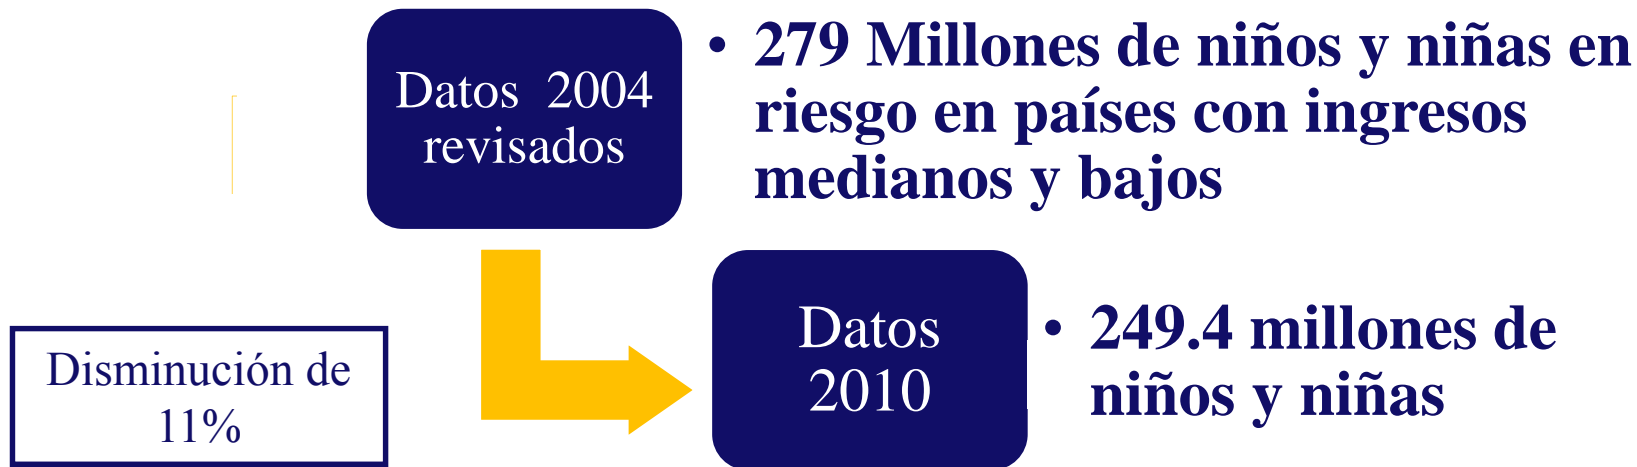 Datos 2004
revisados
• 279 Millones de niños y niñas en
riesgo en países con ingresos
medianos y bajos
Datos
2010
• 249.4 millones de
niños y niñas
Disminución de
11%